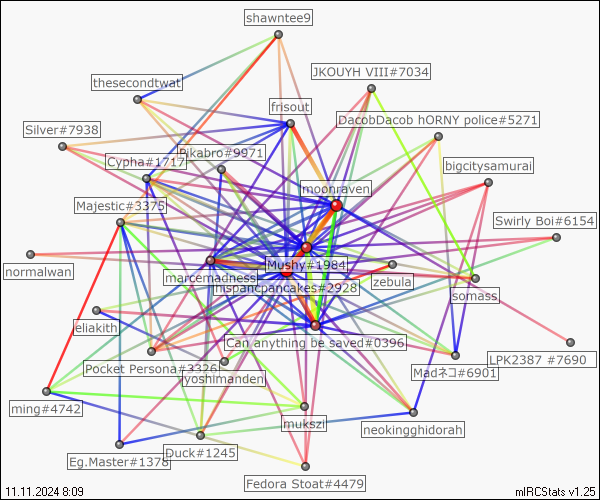 shawntee9
JKOUYH VIII#7034
thesecondtwat
frisout
DacobDacob hORNY police#5271
Silver#7938
Pikabro#9971
Cypha#1717
bigcitysamurai
moonraven
Majestic#3375
Swirly Boi#6154
Mushy#1984
normalwan
marcemadness
zebula
hispancpancakes#2928
somass
eliakith
Can anything be saved#0396
LPK2387 #7690
Pocket Persona#3326
Madネコ#6901
yoshimanden
ming#4742
mukszi
neokingghidorah
Duck#1245
Eg.Master#1378
Fedora Stoat#4479
11.11.2024 8:09
mIRCStats v1.25